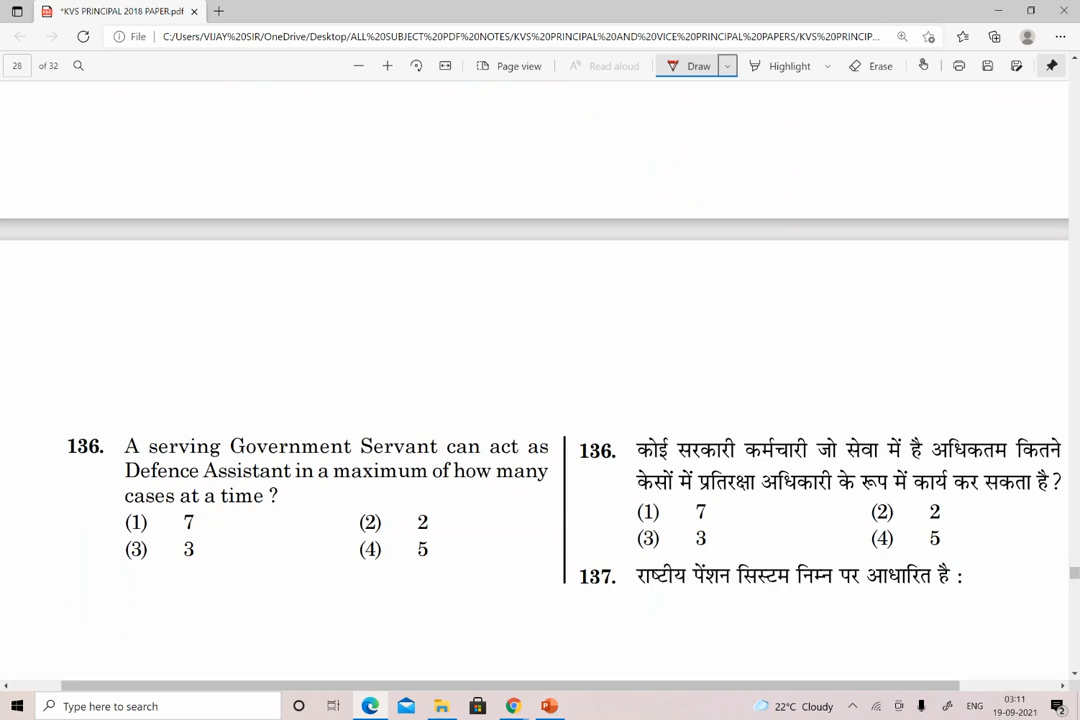 *KVS PRINCIPAL 2018 PAPER.pdf
File C:/Users/VIJAY%20SIR/OneDrive/Desktop/ALL%20SUBJECT%20PDF%20NOTES/KVS%20PRINCIPAL%20AND%20VICE%20PRINCIPAL%20PAPERS/KVS%20PRINCIP...
28 of 32 Page view Read aloud Draw Highlight Erase
136. A serving Government Servant can act as
Defence Assistant in a maximum of how many
cases at a time ?
(1) 7 (2) 2
(3) 3 (4) 5
136. कोई सरकारी कर्मचारी जो सेवा में है अधिकतम कितने
केसों में प्रतिरक्षा अधिकारी के रूप में कार्य कर सकता है ?
(1) 7 (2) 2
(3) 3 (4) 5
137. राष्टीय पेंशन सिस्टम निम्न पर आधारित है :
Type here to search 22°C Cloudy ENG 03:11
19-09-2021 2